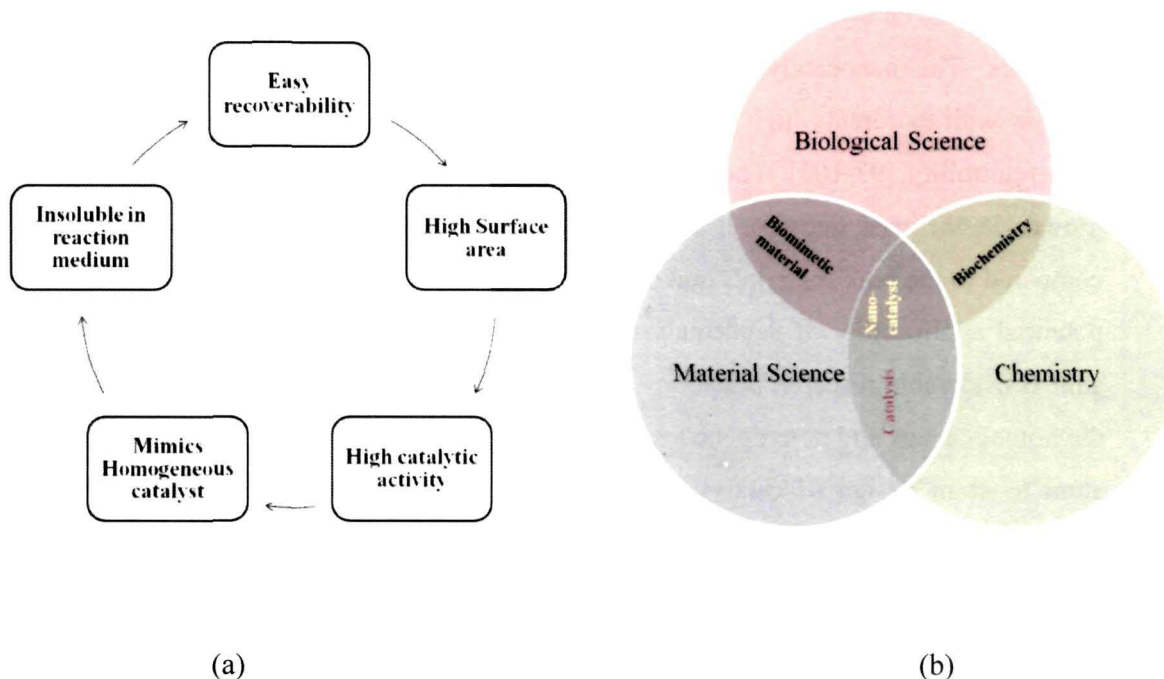 Easy
recoverability
High Surface
area
High catalytic
activity
Mimics
Homogeneous
catalyst
Insoluble in
reaction
medium
(a)
Biological Science
Biomimetic
material
Biochemistry
Nano-
catalyst
Material Science
Catalysis
Chemistry
(b)